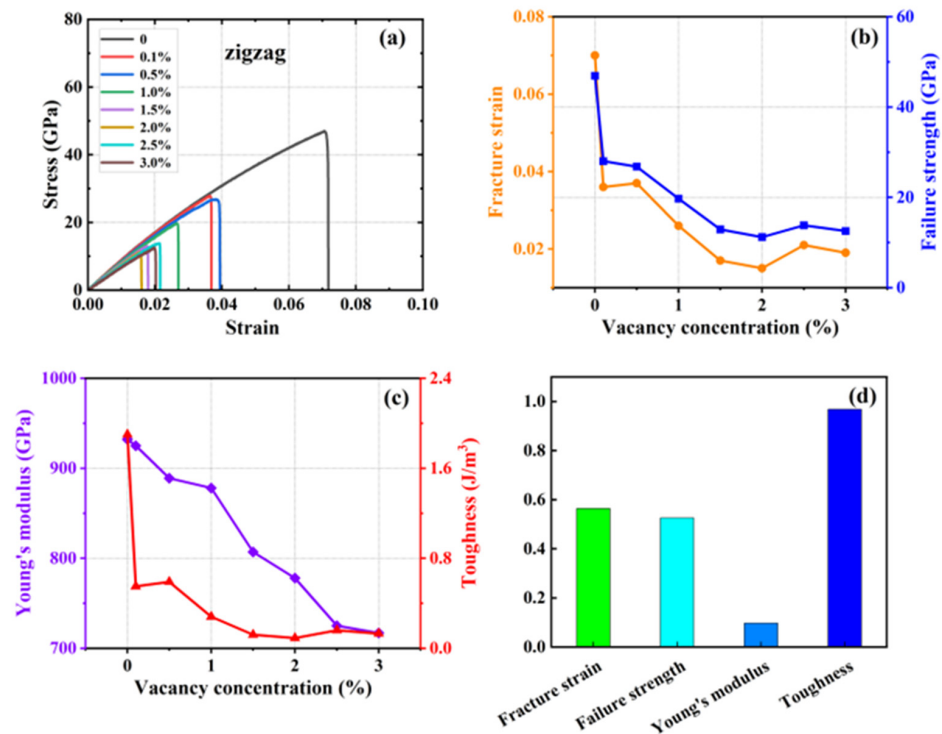 (a)
zigzag
0
0.1%
0.5%
1.0%
1.5%
2.0%
2.5%
3.0%
80
60
40
20
0
Stress (GPa)
0.00 0.02 0.04 0.06 0.08 0.10
Strain
(b)
0.08
0.06
0.04
0.02
Fracture strain
60
40
20
0
Failure strength (GPa)
0 1 2 3
Vacancy concentration (%)
(c)
1000
900
800
700
Young's modulus (GPa)
2.4
1.6
0.8
0.0
Toughness (J/m³)
0 1 2 3
Vacancy concentration (%)
(d)
1.0
0.8
0.6
0.4
0.2
0.0
Fracture strain
Failure strength
Young's modulus
Toughness